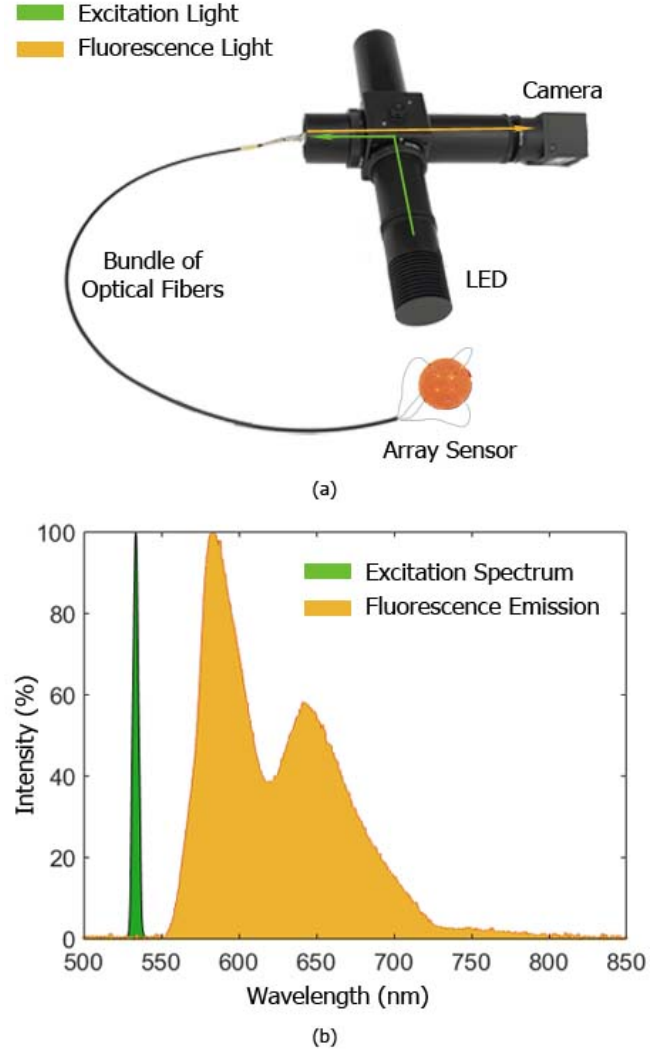 Excitation Light
Fluorescence Light
Camera
Bundle of
Optical Fibers
LED
Array Sensor
(a)
100
80
60
40
20
0
Intensity (%)
Excitation Spectrum
Fluorescence Emission
500
550
600
650
700
750
800
850
Wavelength (nm)
(b)